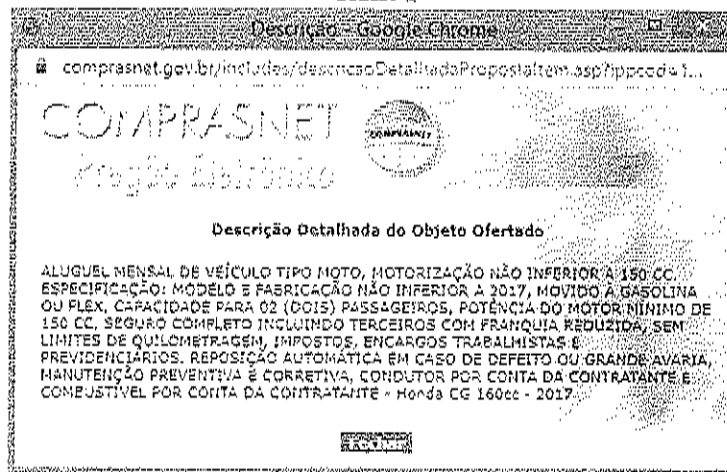 Descrição - Google Chrome
comprasnet.gov.br/includes/descricaoDetalhadaPropostaItem.asp?ippcod=1...
COMPRASNET
COMPRASNET
Pregão Eletrônico
Descrição Detalhada do Objeto Ofertado
ALUGUEL MENSAL DE VEÍCULO TIPO MOTO, MOTORIZAÇÃO NÃO INFERIOR A 150 CC.
ESPECIFICAÇÃO: MODELO E FABRICAÇÃO NÃO INFERIOR A 2017, MOVIDO A GASOLINA
OU FLEX, CAPACIDADE PARA 02 (DOIS) PASSAGEIROS, POTÊNCIA DO MOTOR MÍNIMO DE
150 CC, SEGURO COMPLETO INCLUINDO TERCEIROS COM FRANQUIA REDUZIDA, SEM
LIMITES DE QUILOMETRAGEM, IMPOSTOS, ENCARGOS TRABALHISTAS E
PREVIDENCIÁRIOS. REPOSIÇÃO AUTOMÁTICA EM CASO DE DEFEITO OU GRANDE AVARIA,
MANUTENÇÃO PREVENTIVA E CORRETIVA, CONDUTOR POR CONTA DA CONTRATANTE E
COMBUSTÍVEL POR CONTA DA CONTRATANTE - Honda CG 160cc - 2017